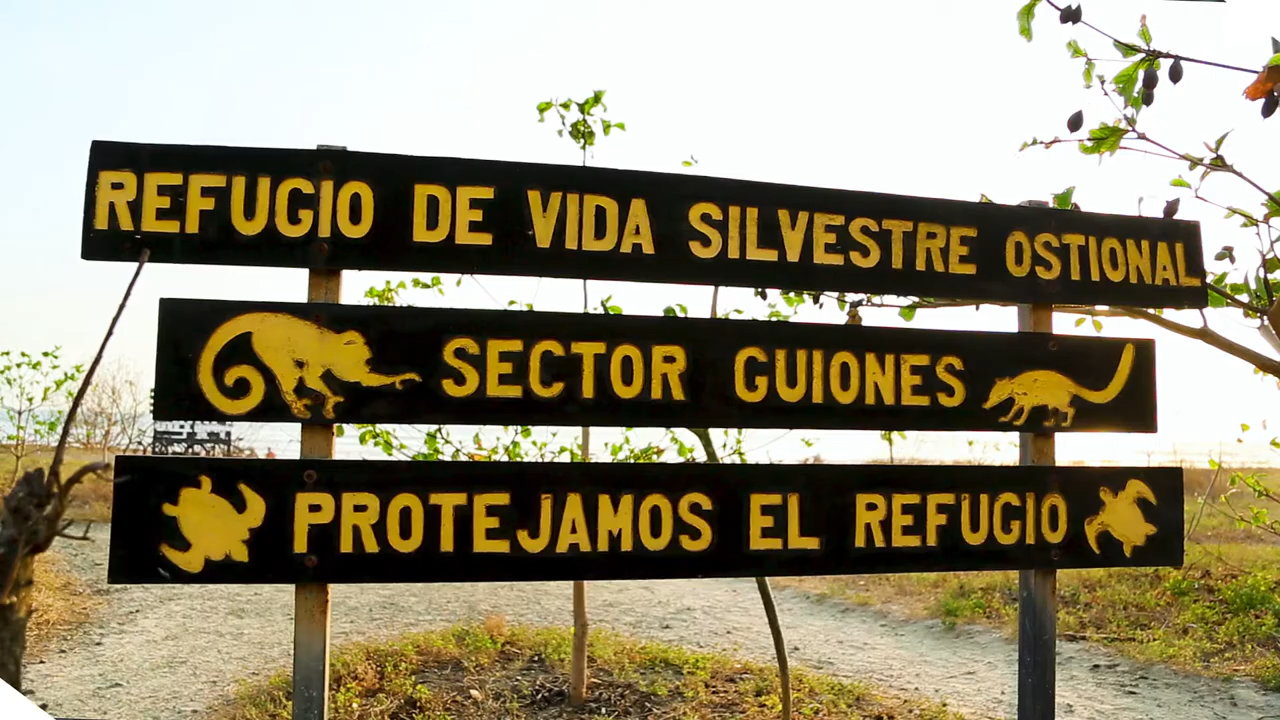 REFUGIO DE VIDA SILVESTRE OSTIONAL
SECTOR GUIONES
PROTEJAMOS EL REFUGIO